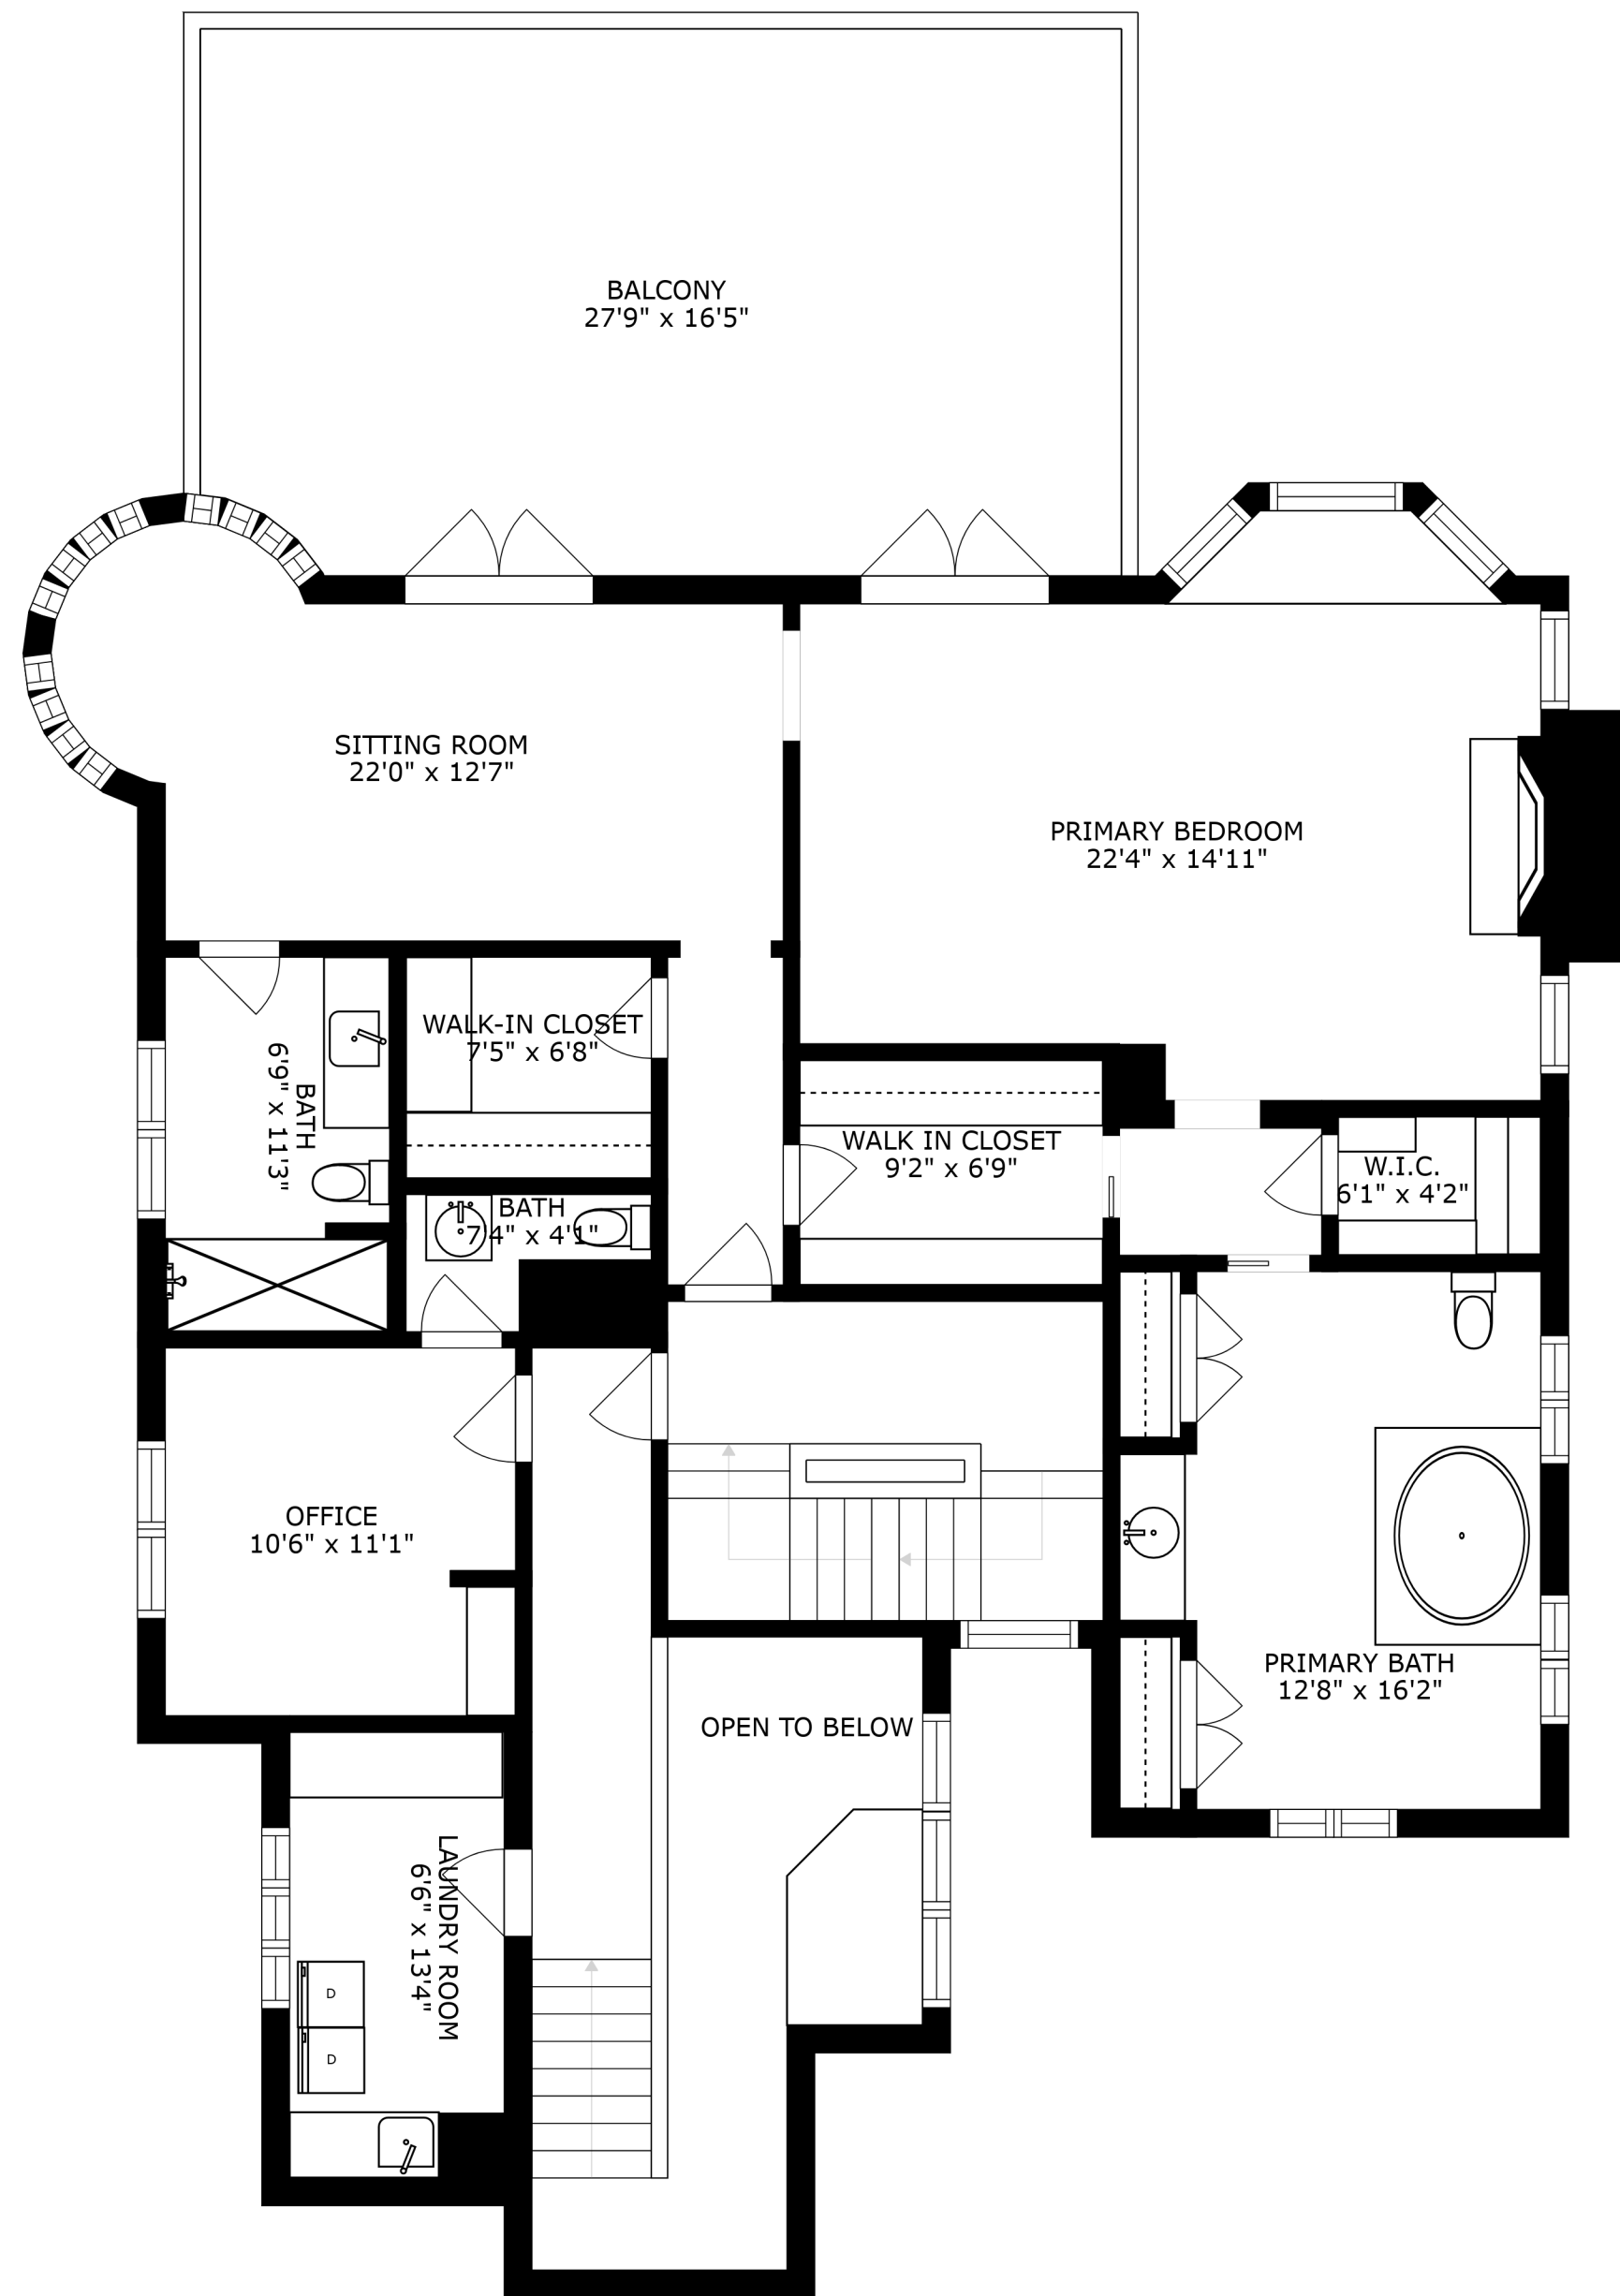 BALCONY
27'9" x 16'5"
SITTING ROOM
22'0" x 12'7"
PRIMARY BEDROOM
22'4" x 14'11"
WALK-IN CLOSET
7'5" x 6'8"
BATH
6'9" x 11'3"
WALK IN CLOSET
9'2" x 6'9"
W.I.C.
6'1" x 4'2"
BATH
7'4" x 4'1"
OFFICE
10'6" x 11'1"
PRIMARY BATH
12'8" x 16'2"
OPEN TO BELOW
LAUNDRY ROOM
6'6" x 13'4"
D
D